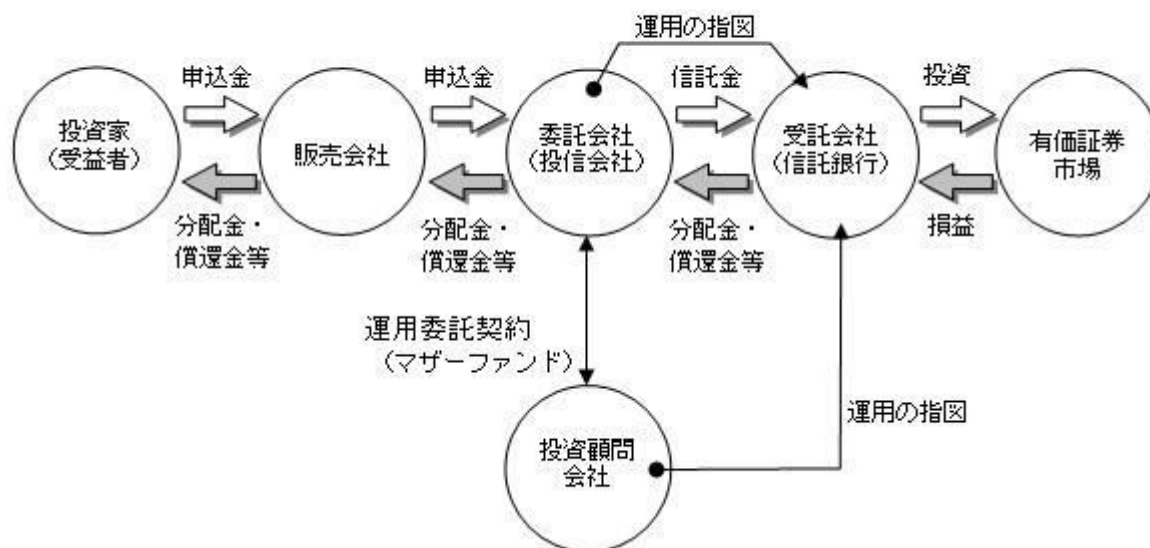 運用の指図
申込金
申込金
信託金
投資
投資家
(受益者)
販売会社
委託会社
(投信会社)
受託会社
(信託銀行)
有価証券
市場
分配金・
償還金等
分配金・
償還金等
分配金・
償還金等
損益
運用委託契約
(マザーファンド)
運用の指図
投資顧問
会社